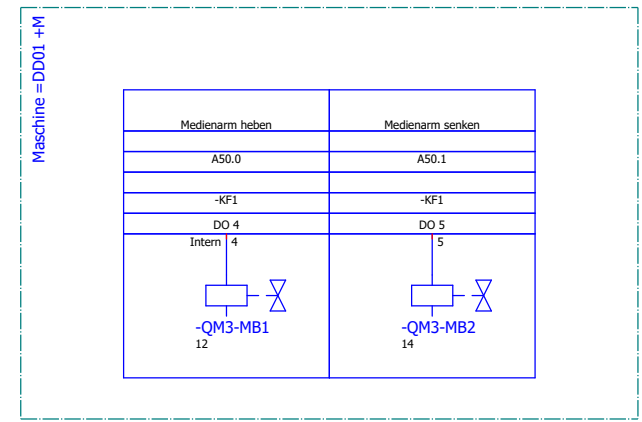 Maschine =DD01 +M
Medienarm heben Medienarm senken
A50.0 A50.1
-KF1 -KF1
DO 4 DO 5
Intern 4 5
-QM3-MB1 -QM3-MB2
12 14